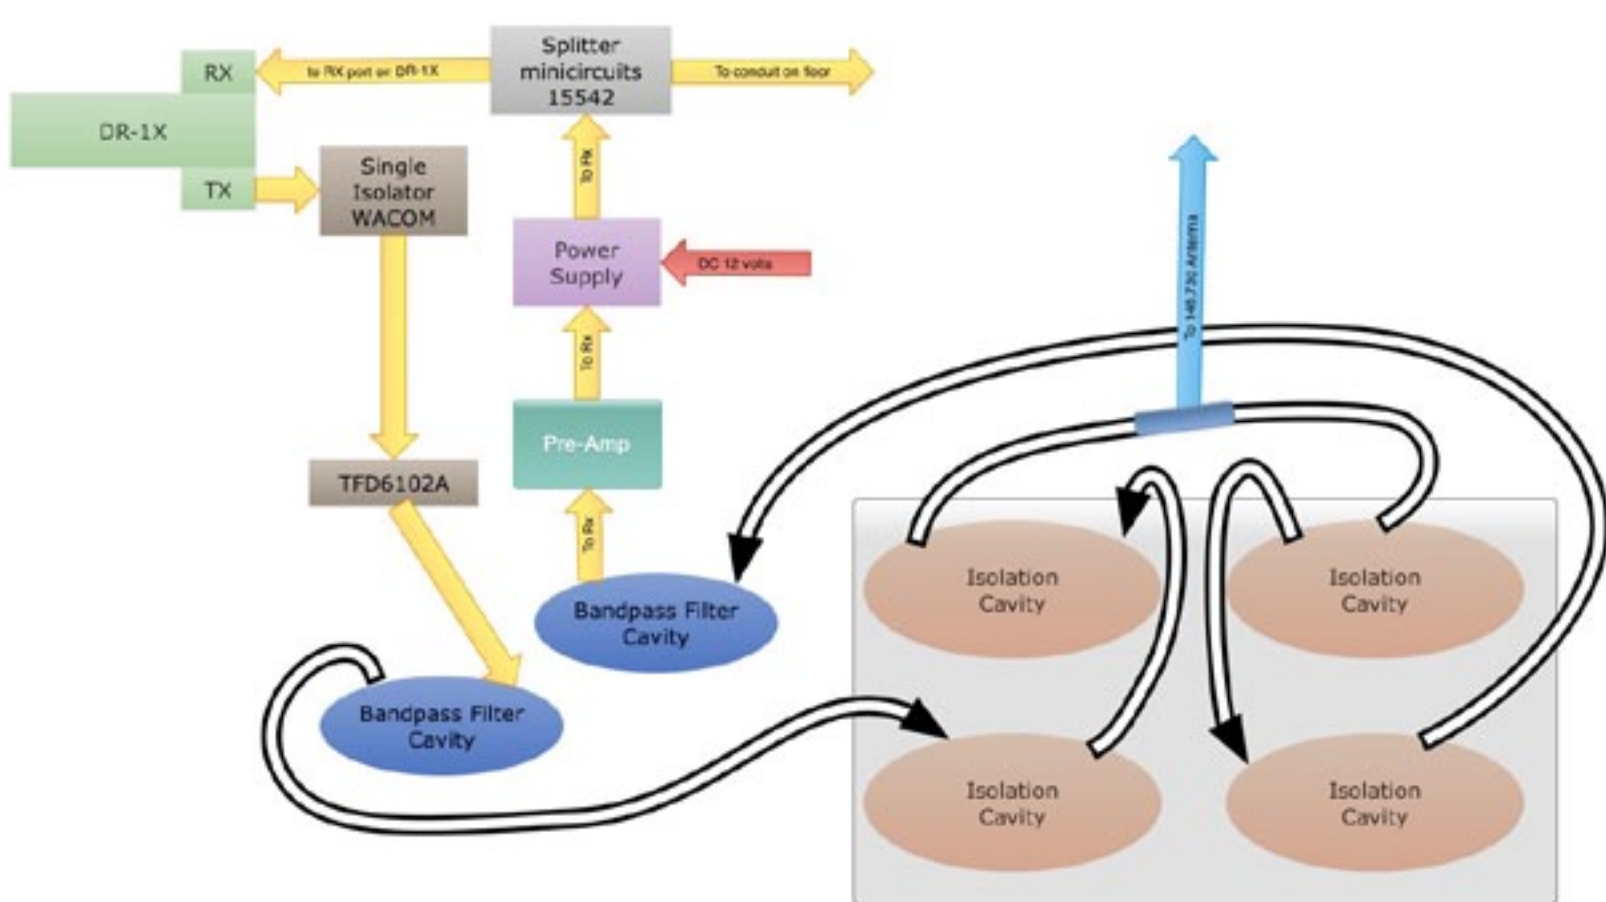 Splitter
minicircuits
15542
RX
to RX port on DR-1X
To conduit on floor
DR-1X
TX
Single
Isolator
WACOM
To Rx
Power
Supply
DC 12 volts
To Rx
Pre-Amp
To Rx
TFD6102A
Bandpass Filter
Cavity
Bandpass Filter
Cavity
To Antenna
Isolation
Cavity
Isolation
Cavity
Isolation
Cavity
Isolation
Cavity